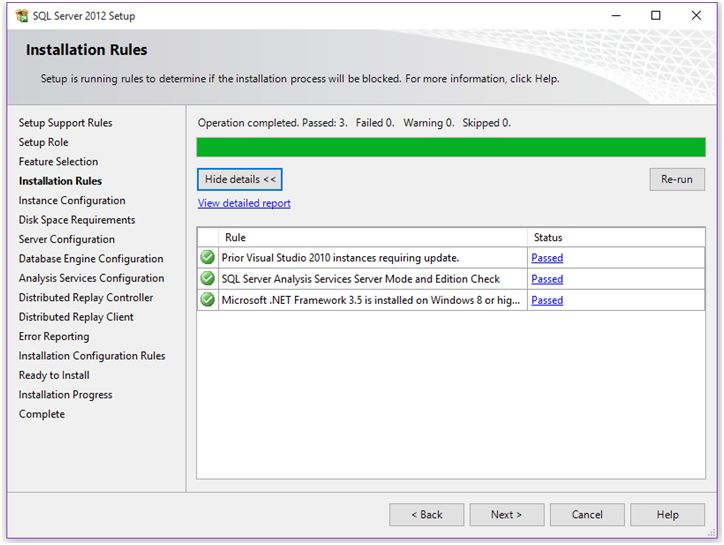 SQL Server 2012 Setup
Installation Rules
Setup is running rules to determine if the installation process will be blocked. For more information, click Help.
Setup Support Rules
Setup Role
Feature Selection
Installation Rules
Instance Configuration
Disk Space Requirements
Server Configuration
Database Engine Configuration
Analysis Services Configuration
Distributed Replay Controller
Distributed Replay Client
Error Reporting
Installation Configuration Rules
Ready to Install
Installation Progress
Complete
Operation completed. Passed: 3. Failed 0. Warning 0. Skipped 0.
Hide details << Re-run
View detailed report
Rule Status
Prior Visual Studio 2010 instances requiring update. Passed
SQL Server Analysis Services Server Mode and Edition Check Passed
Microsoft .NET Framework 3.5 is installed on Windows 8 or hig... Passed
< Back Next > Cancel Help